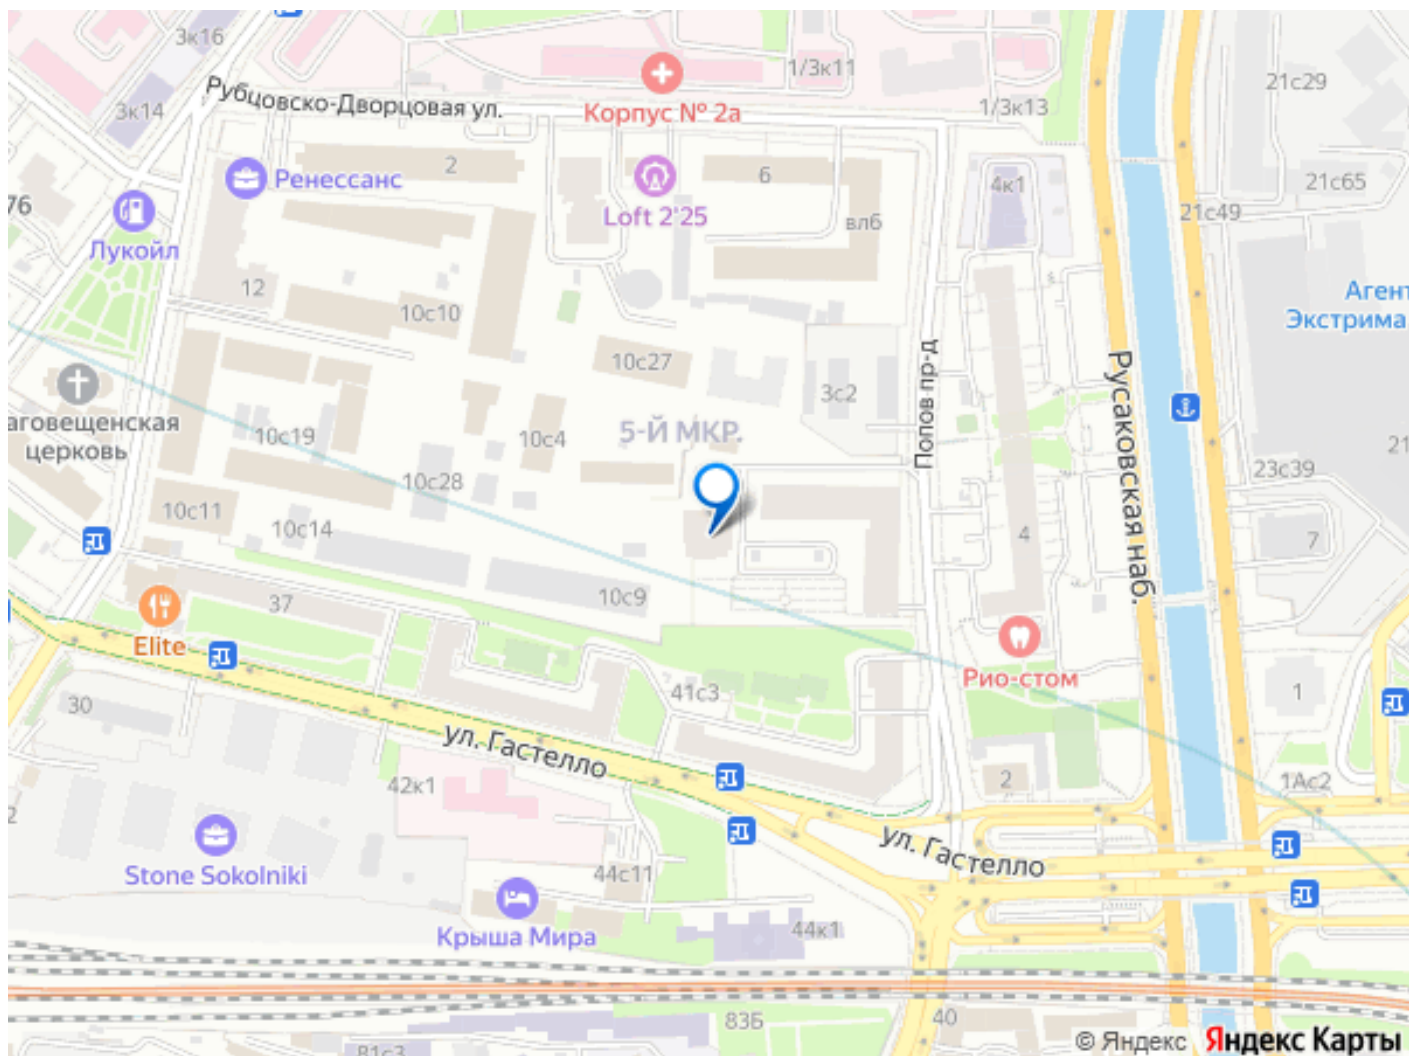 3к16
3к14
Рубцовско-Дворцовая ул.
Корпус № 2а
1/3к11
1/3к13
21с29
21с65
21с49
76
Лукойл
Ренессанс
2
Loft 2'25
6
вл6
4к1
12
10с10
10с27
3с2
Попов пр-д
Русаковская наб.
Агент
Экстрима
аговещенская
церковь
10с19
10с4
5-Й МКР.
10с28
10с11
10с14
23с39
21
7
4
37
10с9
Elite
Рио-стом
30
41с3
1
ул. Гастелло
42к1
2
1Ас2
2
Stone Sokolniki
ул. Гастелло
44с11
Крыша Мира
44к1
83Б
40
81с3
© Яндекс Яндекс Карты